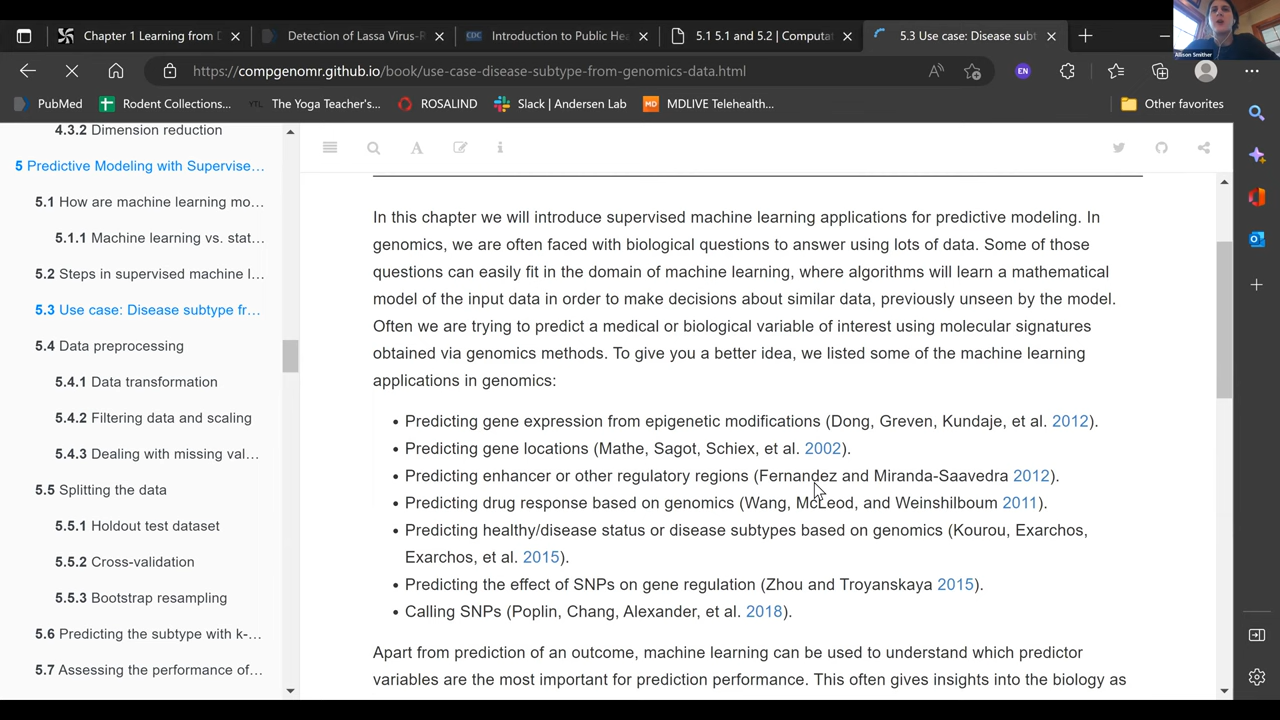 Chapter 1 Learning from D
Detection of Lassa Virus-R
CDC
Introduction to Public Hea
5.1 5.1 and 5.2 | Computat
5.3 Use case: Disease subt
Allison Smither
https://compgenomr.github.io/book/use-case-disease-subtype-from-genomics-data.html
A
EN
PubMed
Rodent Collections...
YTL
The Yoga Teacher's...
ROSALIND
Slack | Andersen Lab
MD
MDLIVE Telehealth...
Other favorites
4.3.2 Dimension reduction
5 Predictive Modeling with Supervise...
5.1 How are machine learning mo...
5.1.1 Machine learning vs. stat...
5.2 Steps in supervised machine l...
5.3 Use case: Disease subtype fr...
5.4 Data preprocessing
5.4.1 Data transformation
5.4.2 Filtering data and scaling
5.4.3 Dealing with missing val...
5.5 Splitting the data
5.5.1 Holdout test dataset
5.5.2 Cross-validation
5.5.3 Bootstrap resampling
5.6 Predicting the subtype with k-...
5.7 Assessing the performance of...
A
i
In this chapter we will introduce supervised machine learning applications for predictive modeling. In
genomics, we are often faced with biological questions to answer using lots of data. Some of those
questions can easily fit in the domain of machine learning, where algorithms will learn a mathematical
model of the input data in order to make decisions about similar data, previously unseen by the model.
Often we are trying to predict a medical or biological variable of interest using molecular signatures
obtained via genomics methods. To give you a better idea, we listed some of the machine learning
applications in genomics:
• Predicting gene expression from epigenetic modifications (Dong, Greven, Kundaje, et al. 2012).
• Predicting gene locations (Mathe, Sagot, Schiex, et al. 2002).
• Predicting enhancer or other regulatory regions (Fernandez and Miranda-Saavedra 2012).
• Predicting drug response based on genomics (Wang, McLeod, and Weinshilboum 2011).
• Predicting healthy/disease status or disease subtypes based on genomics (Kourou, Exarchos,
Exarchos, et al. 2015).
• Predicting the effect of SNPs on gene regulation (Zhou and Troyanskaya 2015).
• Calling SNPs (Poplin, Chang, Alexander, et al. 2018).
Apart from prediction of an outcome, machine learning can be used to understand which predictor
variables are the most important for prediction performance. This often gives insights into the biology as